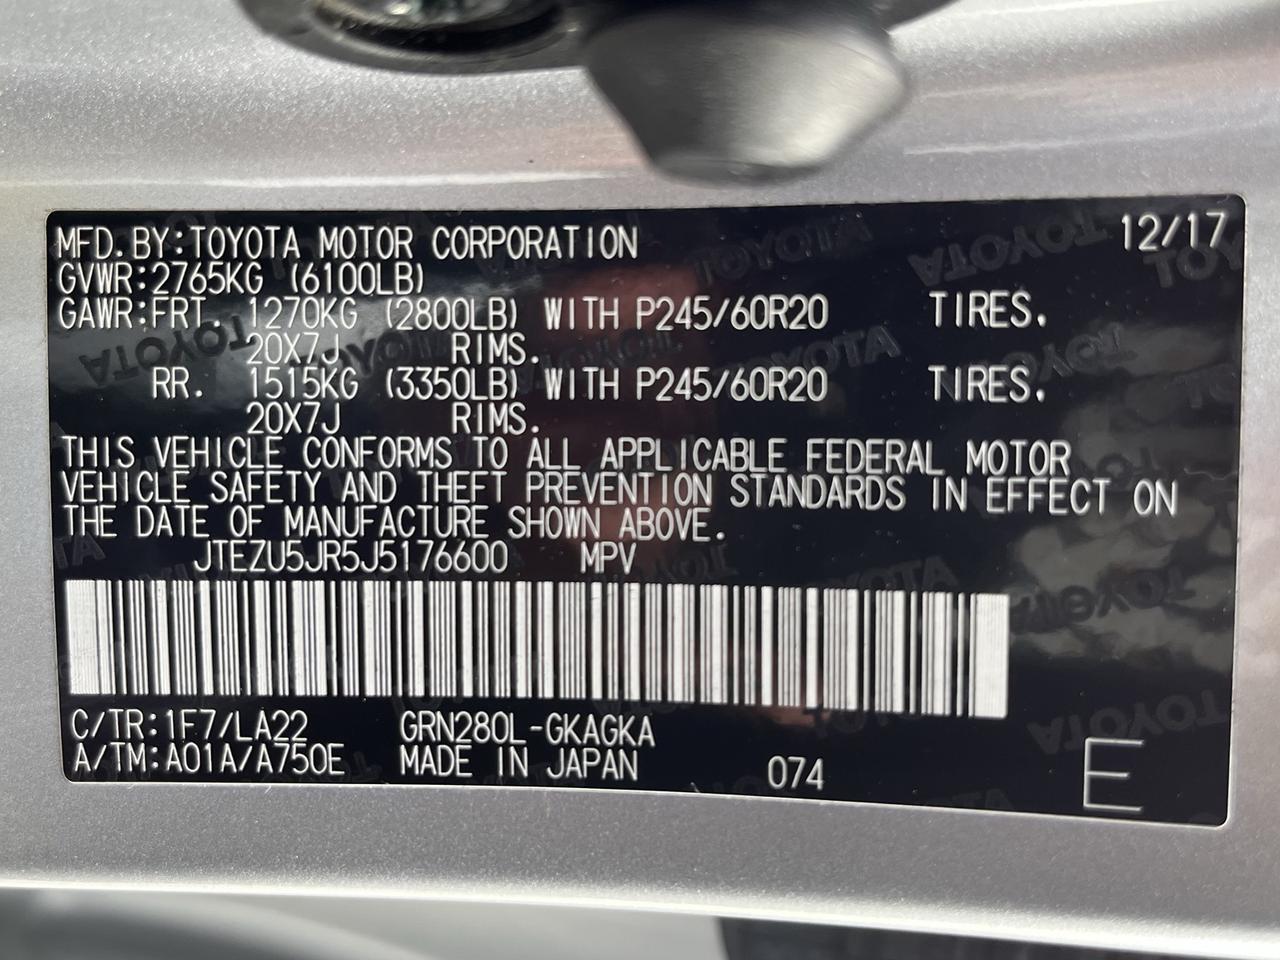 12/17
MFD.BY:TOYOTA MOTOR CORPORATION
GVWR:2765KG (6100LB)
GAWR:FRT. 1270KG (2800LB) WITH P245/60R20 TIRES.
20X7J RIMS.
RR. 1515KG (3350LB) WITH P245/60R20 TIRES.
20X7J RIMS.
THIS VEHICLE CONFORMS TO ALL APPLICABLE FEDERAL MOTOR
VEHICLE SAFETY AND THEFT PREVENTION STANDARDS IN EFFECT ON
THE DATE OF MANUFACTURE SHOWN ABOVE.
JTEZU5JR5J5176600 MPV
C/TR:1F7/LA22 GRN280L-GKAGKA
A/TM:A01A/A750E MADE IN JAPAN 074 E